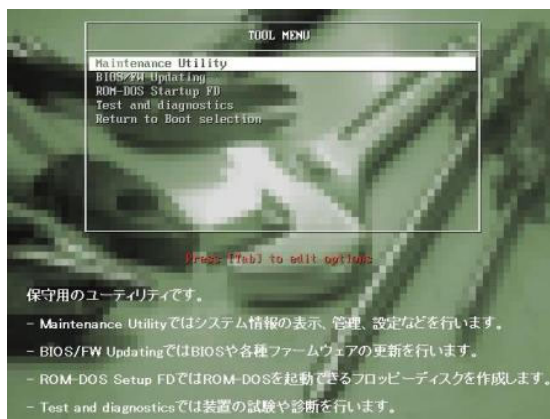 TOOL MENU
Maintenance Utility
BIOS/FW Updating
ROM-DOS Startup FD
Test and diagnostics
Return to Boot selection
Press [Tab] to edit options
保守用のユーティリティです。
- Maintenance Utilityではシステム情報の表示、管理、設定などを行います。
- BIOS/FW UpdatingではBIOSや各種ファームウェアの更新を行います。
- ROM-DOS Setup FDではROM-DOSを起動できるフロッピーディスクを作成します。
- Test and diagnosticsでは装置の試験や診断を行います。